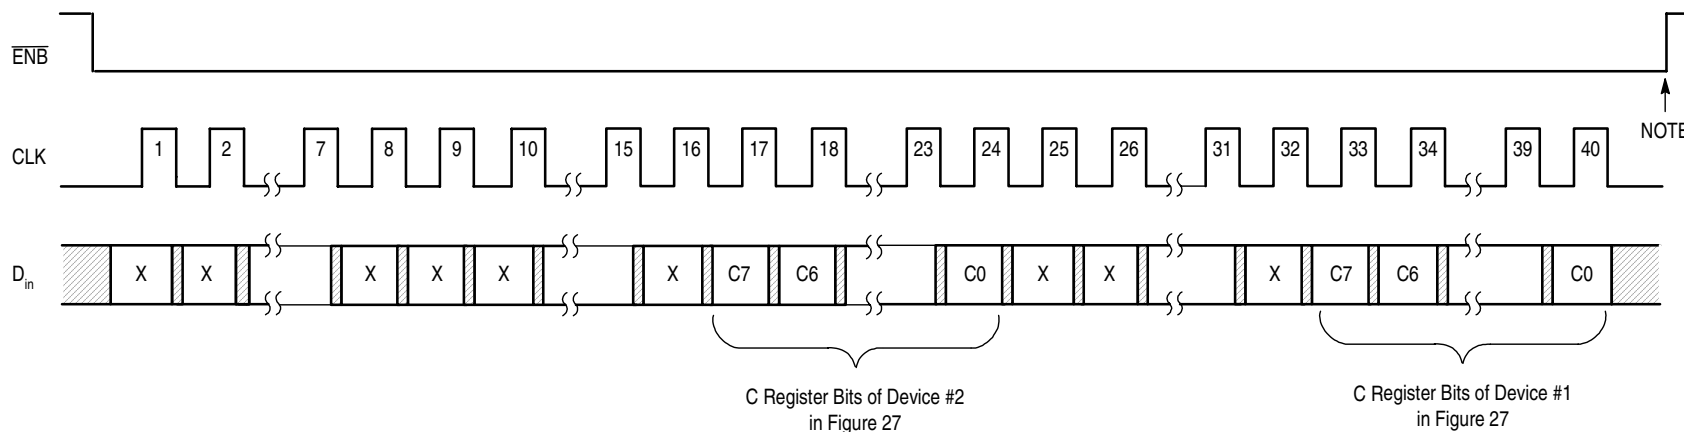 ENB
NOTE
CLK
1 2 7 8 9 10 15 16 17 18 23 24 25 26 31 32 33 34 39 40
Din
X X X X X X C7 C6 C0 X X X C7 C6 C0
C Register Bits of Device #2
in Figure 27
C Register Bits of Device #1
in Figure 27